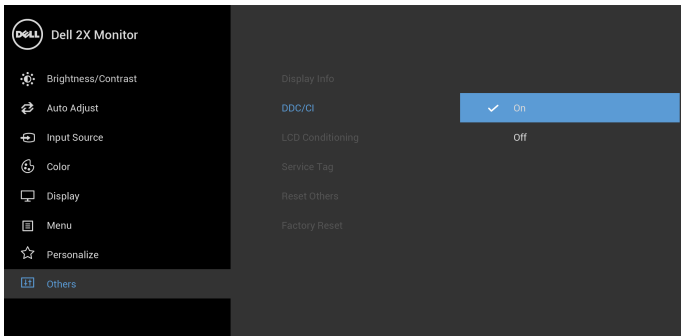 DELL Dell 2X Monitor
Brightness/Contrast
Auto Adjust
Input Source
Color
Display
Menu
Personalize
Others
Display Info
DDC/CI
LCD Conditioning
Service Tag
Reset Others
Factory Reset
On
Off